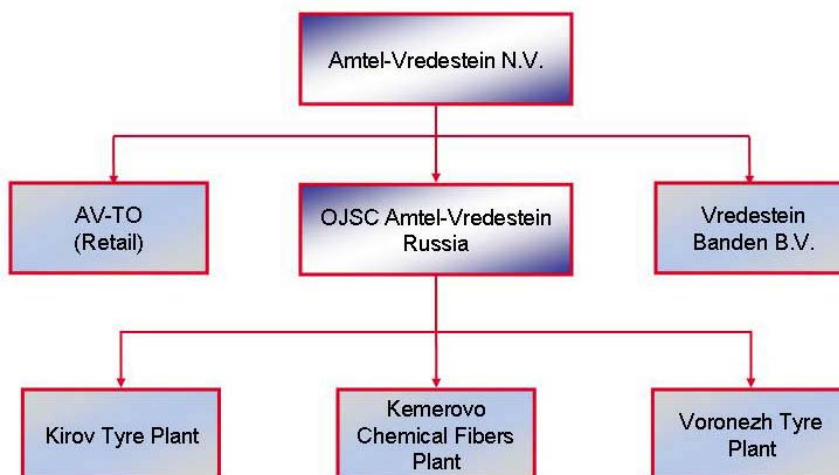 Amtel-Vredestein N.V.
AV-TO
(Retail)
OJSC Amtel-Vredestein
Russia
Vredestein
Banden B.V.
Kirov Tyre Plant
Kemerovo
Chemical Fibers
Plant
Voronezh Tyre
Plant